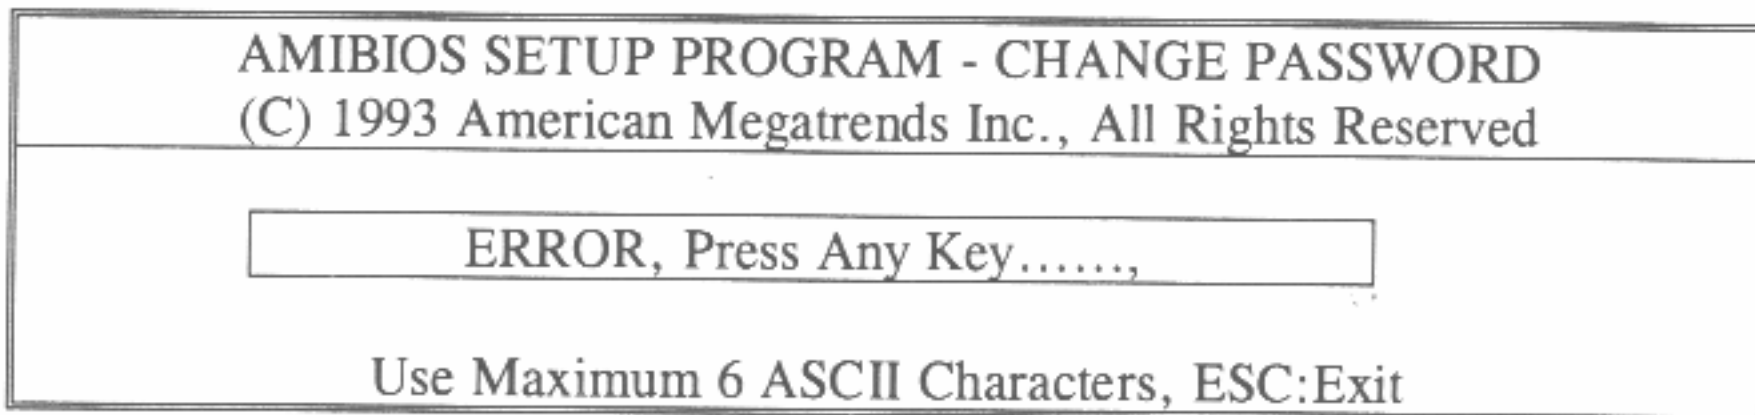 AMIBIOS SETUP PROGRAM - CHANGE PASSWORD
(C) 1993 American Megatrends Inc., All Rights Reserved
ERROR, Press Any Key......,
Use Maximum 6 ASCII Characters, ESC:Exit